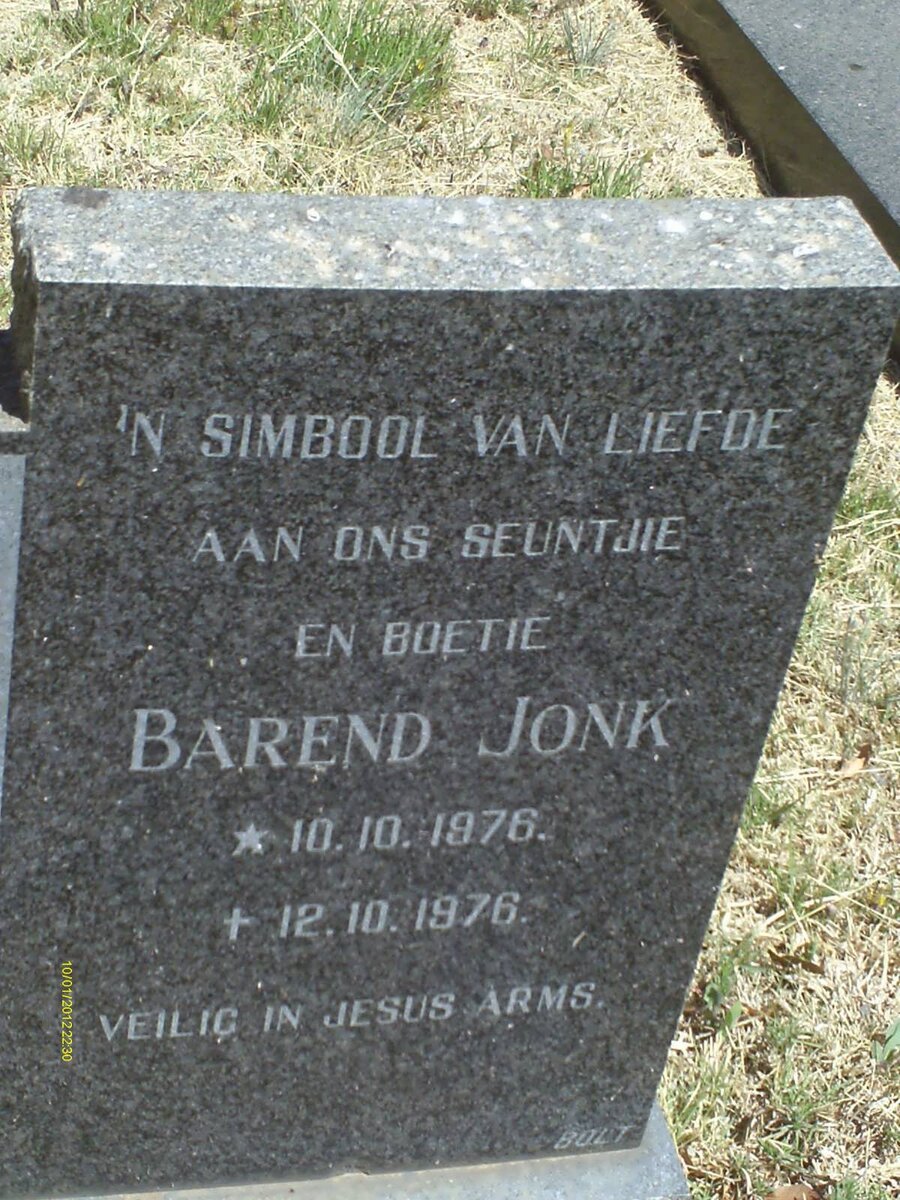 'N SIMBOOL VAN LIEFDE
AAN ONS SEUNTJIE
EN BOETIE
BAREND JONK
★ 10.10.1976.
✝ 12.10.1976.
VEILIG IN JESUS ARMS.
BOLT
10/01/2012 22:30